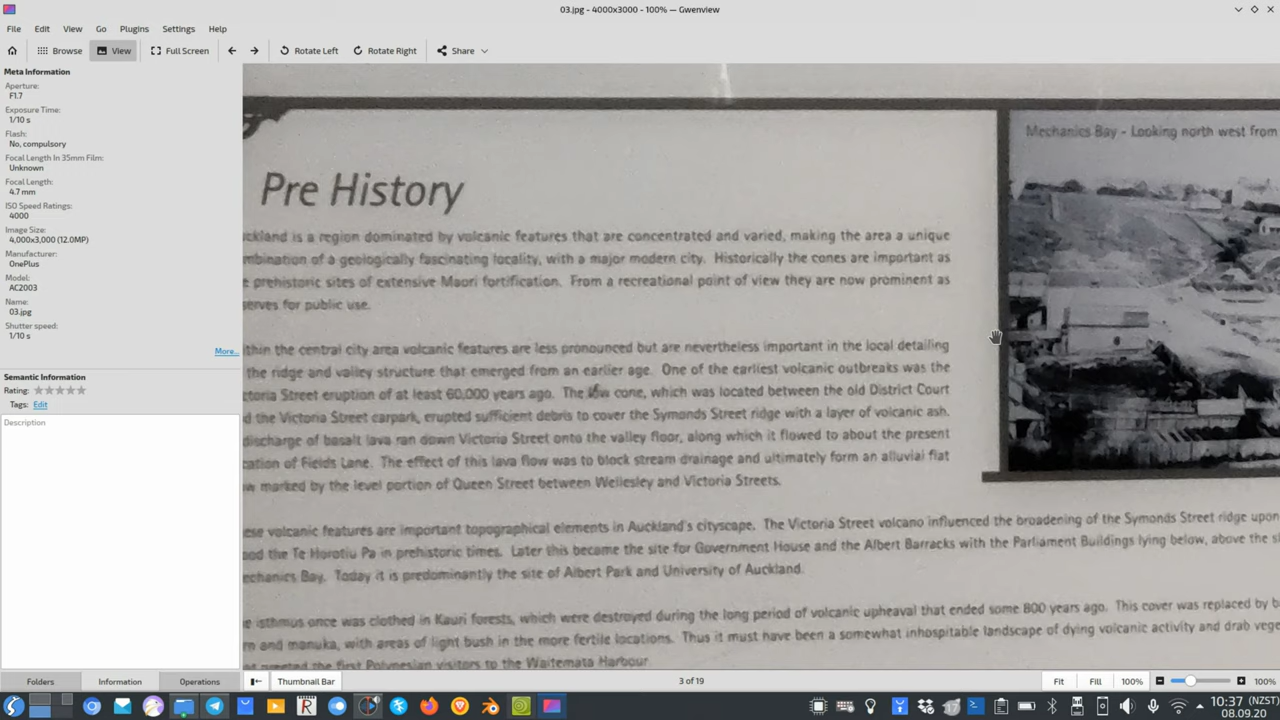 03.jpg - 4000x3000 - 100% — Gwenview
File Edit View Go Plugins Settings Help
Browse View Full Screen Rotate Left Rotate Right Share
Meta Information
Aperture:
F1.7
Exposure Time:
1/10 s
Flash:
No, compulsory
Focal Length In 35mm Film:
Unknown
Focal Length:
4.7 mm
ISO Speed Ratings:
4000
Image Size:
4,000x3,000 (12.0MP)
Manufacturer:
OnePlus
Model:
AC2003
Name:
03.jpg
Shutter speed:
1/10 s
More...
Semantic Information
Rating:
Tags: Edit
Description
Mechanics Bay - Looking north west from
Pre History
ckland is a region dominated by volcanic features that are concentrated and varied, making the area a unique
mbination of a geologically fascinating locality, with a major modern city. Historically the cones are important as
e prehistoric sites of extensive Maori fortification. From a recreational point of view they are now prominent as
serves for public use.
thin the central city area volcanic features are less pronounced but are nevertheless important in the local detailing
the ridge and valley structure that emerged from an earlier age. One of the earliest volcanic outbreaks was the
ctoria Street eruption of at least 60,000 years ago. The low cone, which was located between the old District Court
d the Victoria Street carpark, erupted sufficient debris to cover the Symonds Street ridge with a layer of volcanic ash.
discharge of basalt lava ran down Victoria Street onto the valley floor, along which it flowed to about the present
cation of Fields Lane. The effect of this lava flow was to block stream drainage and ultimately form an alluvial flat
w marked by the level portion of Queen Street between Wellesley and Victoria Streets.
ese volcanic features are important topographical elements in Auckland's cityscape. The Victoria Street volcano influenced the broadening of the Symonds Street ridge upon
ood the Te Horotiu Pa in prehistoric times. Later this became the site for Government House and the Albert Barracks with the Parliament Buildings lying below, above the s
echanics Bay. Today it is predominantly the site of Albert Park and University of Auckland.
e isthmus once was clothed in Kauri forests, which were destroyed during the long period of volcanic upheaval that ended some 800 years ago. This cover was replaced by b
rn and manuka, with areas of light bush in the more fertile locations. Thus it must have been a somewhat inhospitable landscape of dying volcanic activity and drab vege
at greeted the first Polynesian visitors to the Waitemata Harbour
Folders Information Operations Thumbnail Bar 3 of 19 Fit Fill 100% 100%
10:37 (NZST)
08.09.20